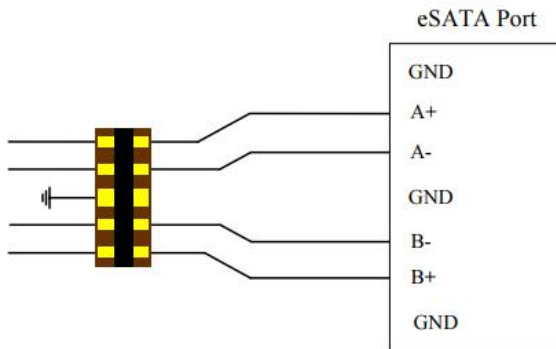 eSATA Port
GND
A+
A-
GND
B-
B+
GND